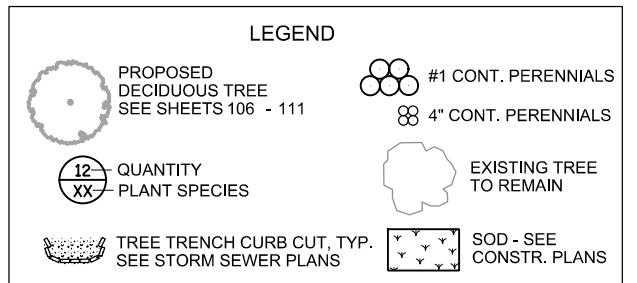 LEGEND
PROPOSED
DECIDUOUS TREE
SEE SHEETS 106 - 111
12 QUANTITY
XX PLANT SPECIES
TREE TRENCH CURB CUT, TYP.
SEE STORM SEWER PLANS
#1 CONT. PERENNIALS
4" CONT. PERENNIALS
EXISTING TREE
TO REMAIN
SOD - SEE
CONSTR. PLANS